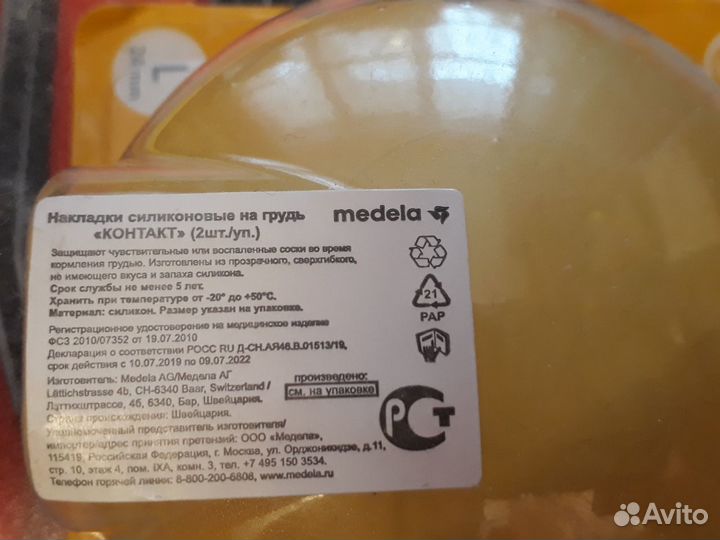 L
24 mm
Накладки силиконовые на грудь
«КОНТАКТ» (2шт./уп.)
medela
Защищают чувствительные или воспаленные соски во время
кормления грудью. Изготовлены из прозрачного, сверхгибкого,
не имеющего вкуса и запаха силикона.
Срок службы не менее 5 лет.
Хранить при температуре от -20° до +50°С.
Материал: силикон. Размер указан на упаковке.
21
PAP
Регистрационное удостоверение на медицинское изделие
ФСЗ 2010/07352 от 19.07.2010
Декларация о соответствии РОСС RU Д-CH.АЯ46.В.01513/19,
срок действия с 10.07.2019 по 09.07.2022
Изготовитель: Medela AG/Медела АГ
Lättichstrasse 4b, CH-6340 Baar, Switzerland /
Латтихштрассе, 4б, 6340, Бар, Швейцария.
Страна происхождения: Швейцария.
произведено:
см. на упаковке
РСТ
Уполномоченный представитель изготовителя/
импортер/адрес принятия претензий: ООО «Медела»,
115419, Российская Федерация, г. Москва, ул. Орджоникидзе, д.11,
стр. 10, этаж 4, пом. IXA, комн. 3, тел. +7 495 150 3534.
Телефон горячей линии: 8-800-200-6808, www.medela.ru
Avito